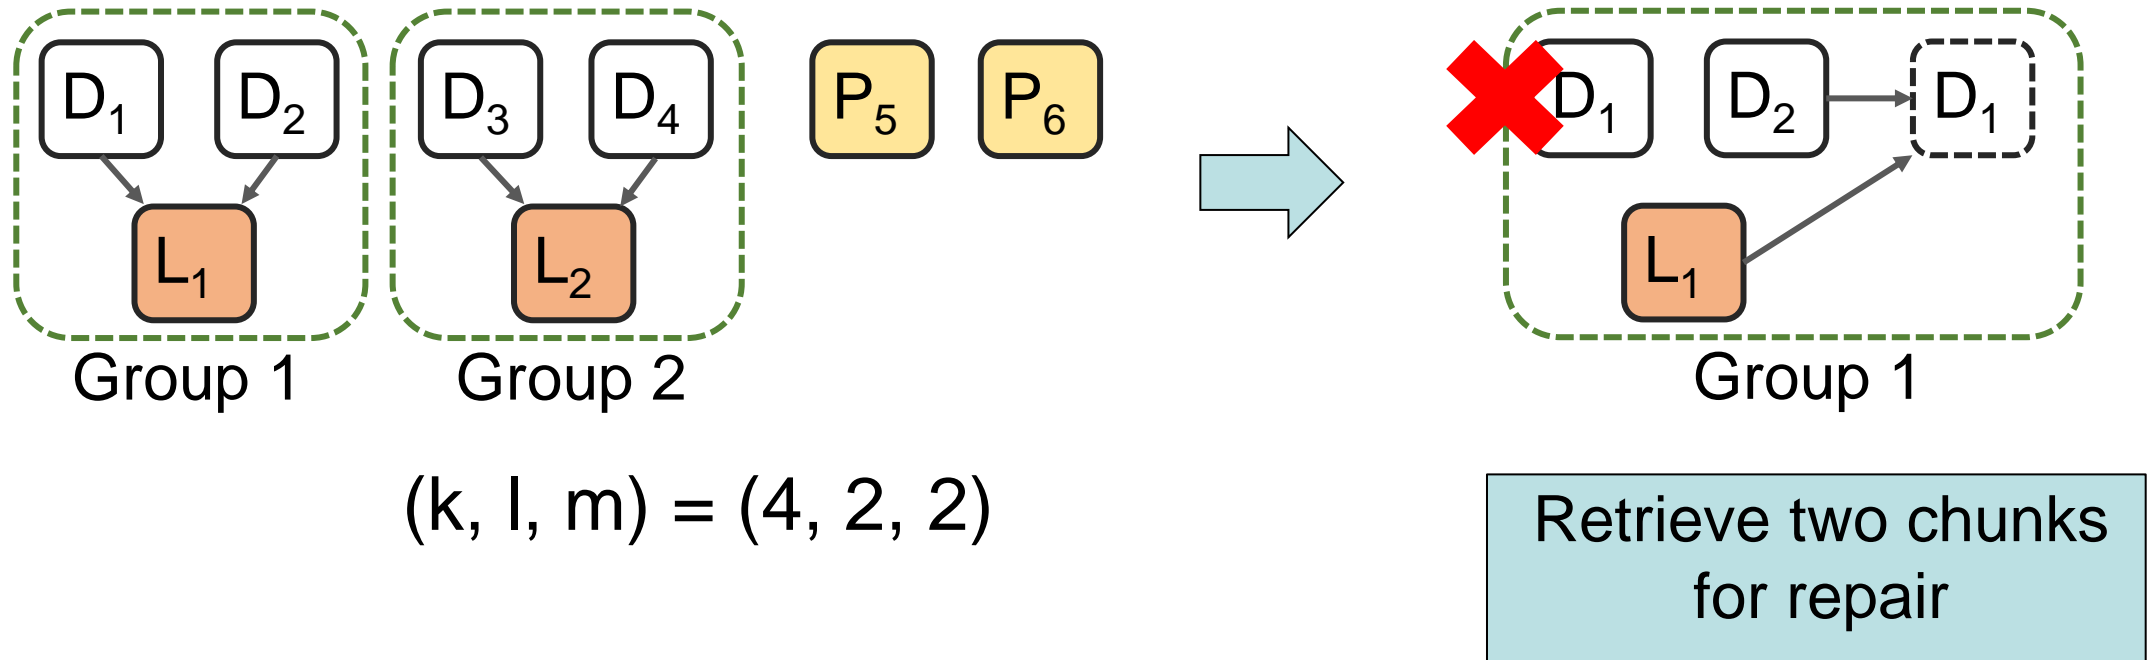 D₁ D₂ D₃ D₄ P₅ P₆
L₁ L₂
Group 1 Group 2
(k, l, m) = (4, 2, 2)
D₁ D₂ D₁
L₁
Group 1
Retrieve two chunks
for repair